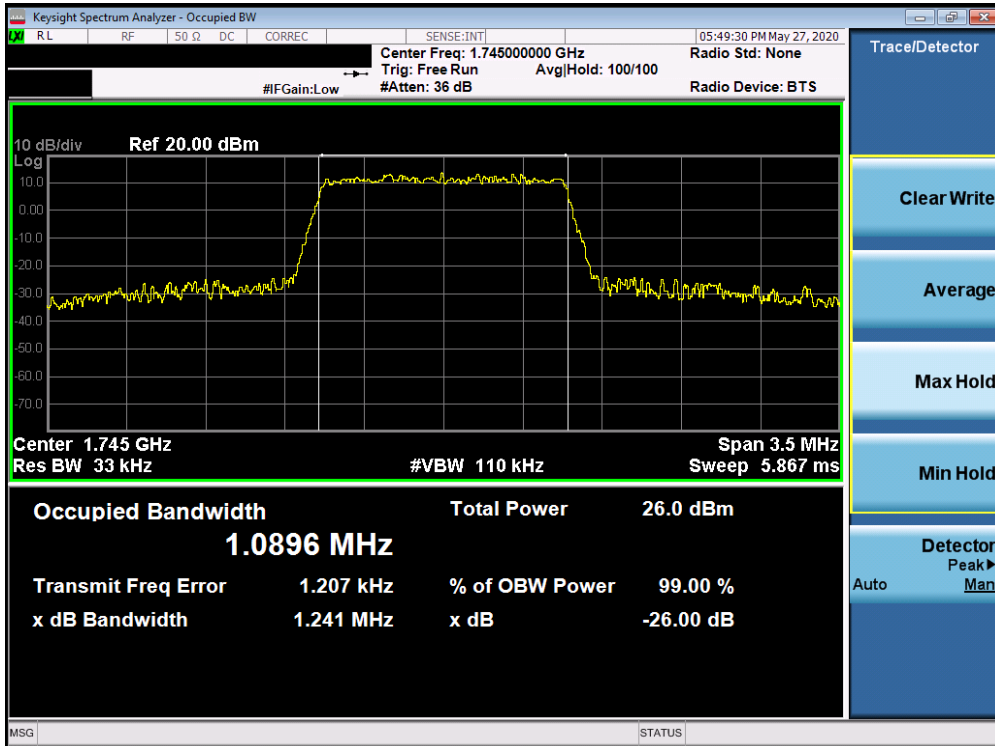 Keysight Spectrum Analyzer - Occupied BW
LXI RL RF 50 Ω DC CORREC SENSE:INT 05:49:30 PM May 27, 2020
Center Freq: 1.745000000 GHz Radio Std: None
Trig: Free Run Avg|Hold: 100/100
#IFGain:Low #Atten: 36 dB Radio Device: BTS
10 dB/div Ref 20.00 dBm
Log
10.0
0.00
-10.0
-20.0
-30.0
-40.0
-50.0
-60.0
-70.0
Center 1.745 GHz Span 3.5 MHz
Res BW 33 kHz #VBW 110 kHz Sweep 5.867 ms
Occupied Bandwidth Total Power 26.0 dBm
1.0896 MHz
Transmit Freq Error 1.207 kHz % of OBW Power 99.00 %
x dB Bandwidth 1.241 MHz x dB -26.00 dB
Trace/Detector
Clear Write
Average
Max Hold
Min Hold
Detector
Peak▶
Auto Man
MSG STATUS